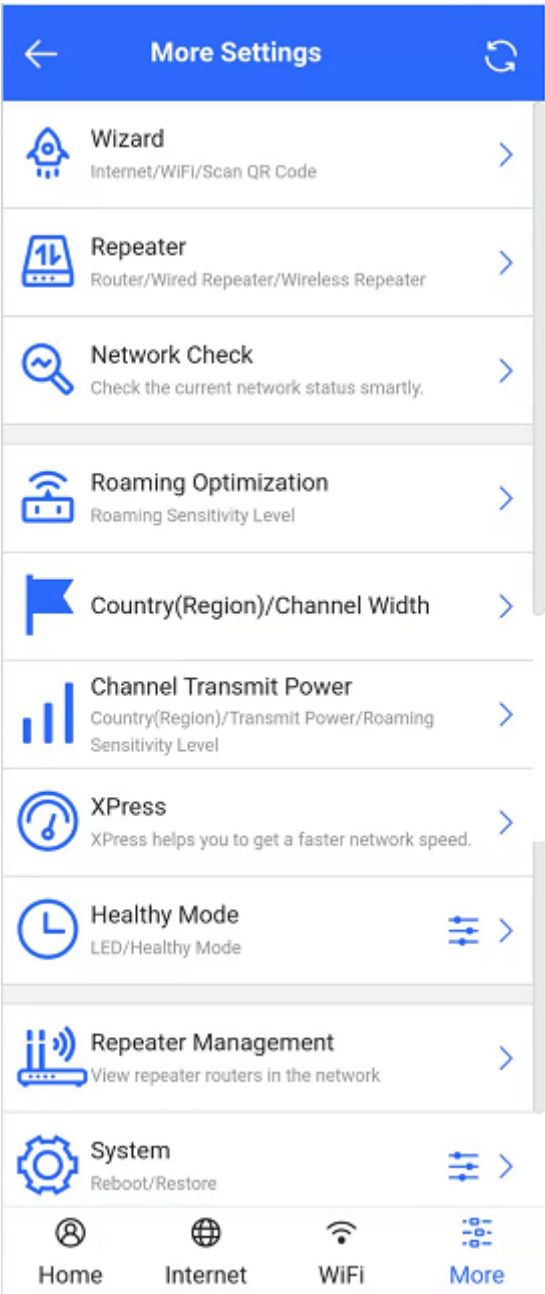 More Settings
Wizard
Internet/WiFi/Scan QR Code
Repeater
Router/Wired Repeater/Wireless Repeater
Network Check
Check the current network status smartly.
Roaming Optimization
Roaming Sensitivity Level
Country(Region)/Channel Width
Channel Transmit Power
Country(Region)/Transmit Power/Roaming
Sensitivity Level
XPress
XPress helps you to get a faster network speed.
Healthy Mode
LED/Healthy Mode
Repeater Management
View repeater routers in the network
System
Reboot/Restore
Home Internet WiFi More